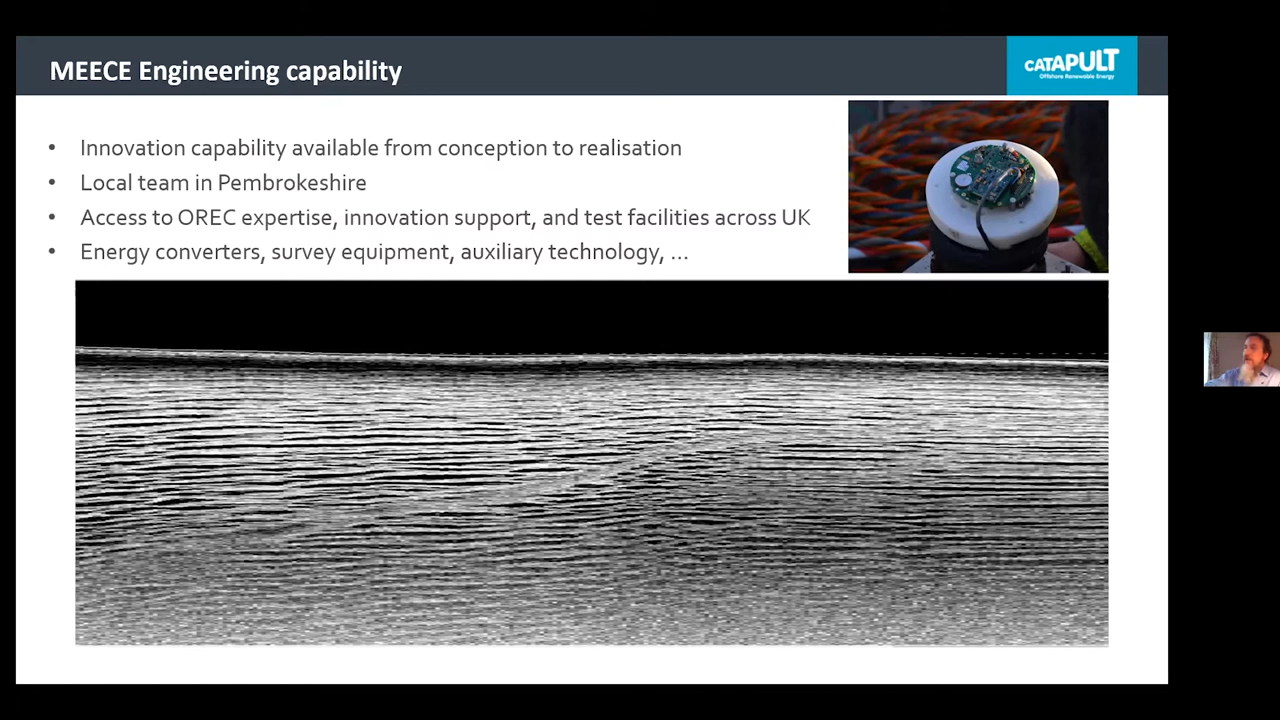 MEECE Engineering capability
CATAPULT
Offshore Renewable Energy
• Innovation capability available from conception to realisation
• Local team in Pembrokeshire
• Access to OREC expertise, innovation support, and test facilities across UK
• Energy converters, survey equipment, auxiliary technology, ...